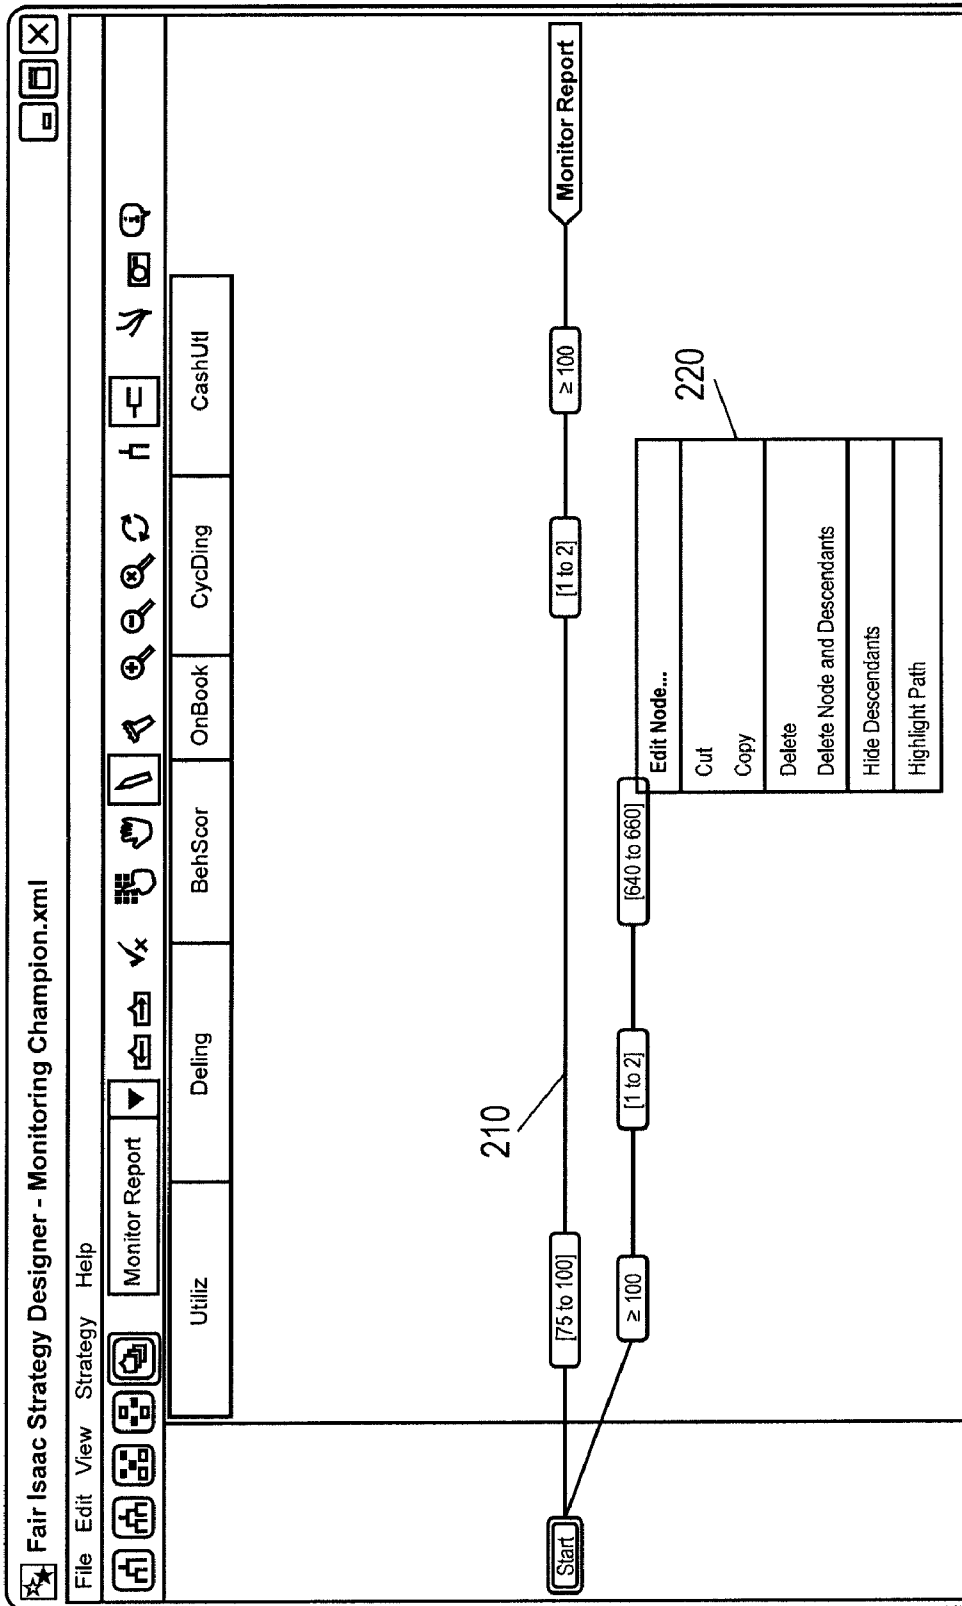 Fair Isaac Strategy Designer - Monitoring Champion.xml
File Edit View Strategy Help
Monitor Report
Utiliz Deling BehScor OnBook CycDing CashUtl
210
Start [75 to 100] [1 to 2] ≥ 100 Monitor Report
≥ 100 [1 to 2] [640 to 660]
220
Edit Node...
Cut
Copy
Delete
Delete Node and Descendants
Hide Descendants
Highlight Path